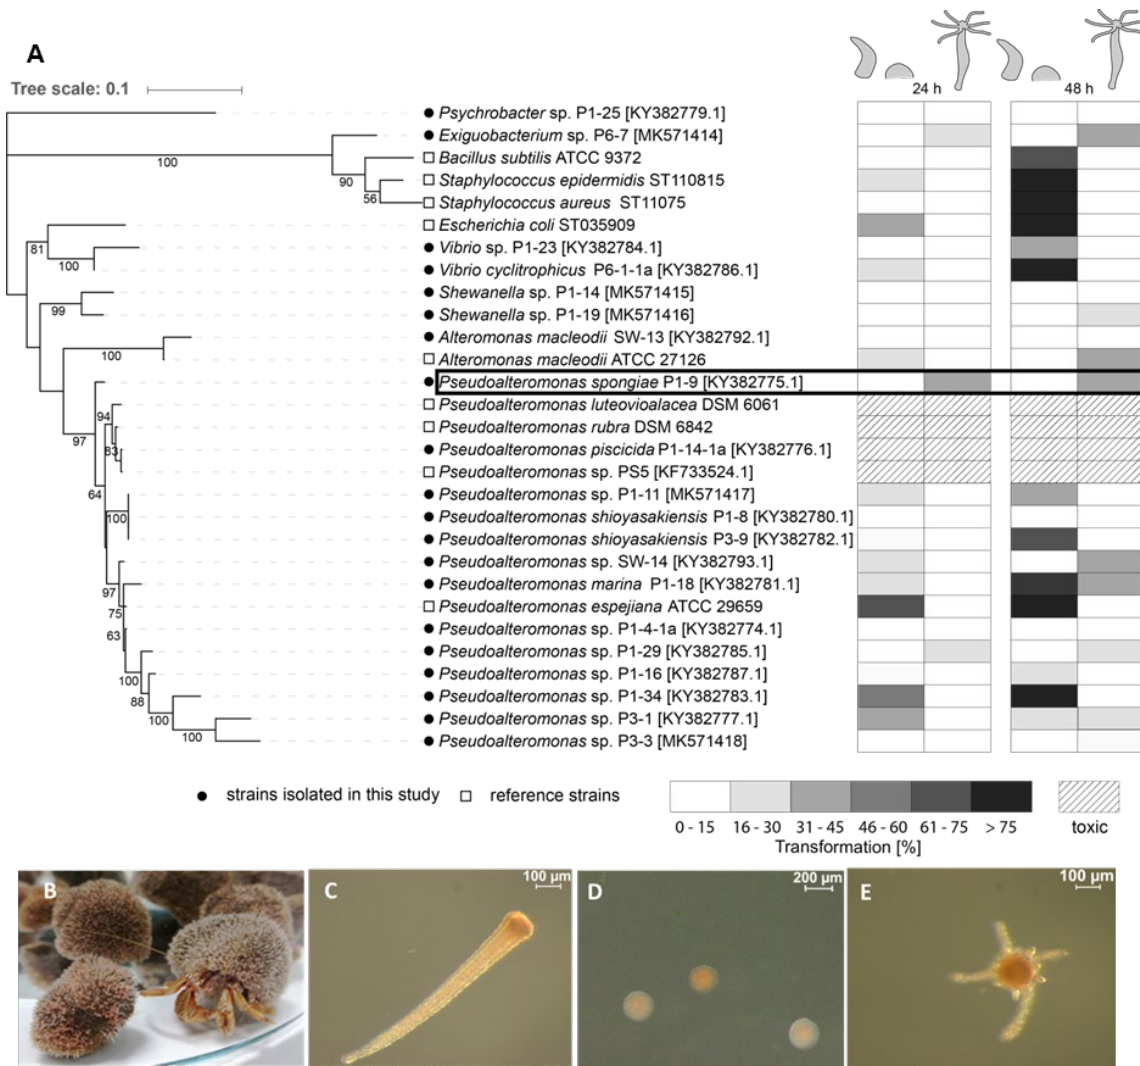 A
Tree scale: 0.1
24 h
48 h
Psychrobacter sp. P1-25 [KY382779.1]
Exiguobacterium sp. P6-7 [MK571414]
100
Bacillus subtilis ATCC 9372
90
Staphylococcus epidermidis ST110815
56
Staphylococcus aureus ST11075
Escherichia coli ST035909
81
Vibrio sp. P1-23 [KY382784.1]
100
Vibrio cyclitrophicus P6-1-1a [KY382786.1]
Shewanella sp. P1-14 [MK571415]
99
Shewanella sp. P1-19 [MK571416]
Alteromonas macleodii SW-13 [KY382792.1]
100
Alteromonas macleodii ATCC 27126
Pseudoalteromonas spongiae P1-9 [KY382775.1]
Pseudoalteromonas luteovioalacea DSM 6061
94
Pseudoalteromonas rubra DSM 6842
97
83
Pseudoalteromonas piscicida P1-14-1a [KY382776.1]
Pseudoalteromonas sp. PS5 [KF733524.1]
64
Pseudoalteromonas sp. P1-11 [MK571417]
100
Pseudoalteromonas shioyasakiensis P1-8 [KY382780.1]
Pseudoalteromonas shioyasakiensis P3-9 [KY382782.1]
Pseudoalteromonas sp. SW-14 [KY382793.1]
97
Pseudoalteromonas marina P1-18 [KY382781.1]
75
Pseudoalteromonas espejiana ATCC 29659
63
Pseudoalteromonas sp. P1-4-1a [KY382774.1]
Pseudoalteromonas sp. P1-29 [KY382785.1]
100
Pseudoalteromonas sp. P1-16 [KY382787.1]
88
Pseudoalteromonas sp. P1-34 [KY382783.1]
100
Pseudoalteromonas sp. P3-1 [KY382777.1]
100
Pseudoalteromonas sp. P3-3 [MK571418]
strains isolated in this study
reference strains
0 - 15 16 - 30 31 - 45 46 - 60 61 - 75 > 75
toxic
Transformation [%]
B
C
100 µm
D
200 µm
E
100 µm